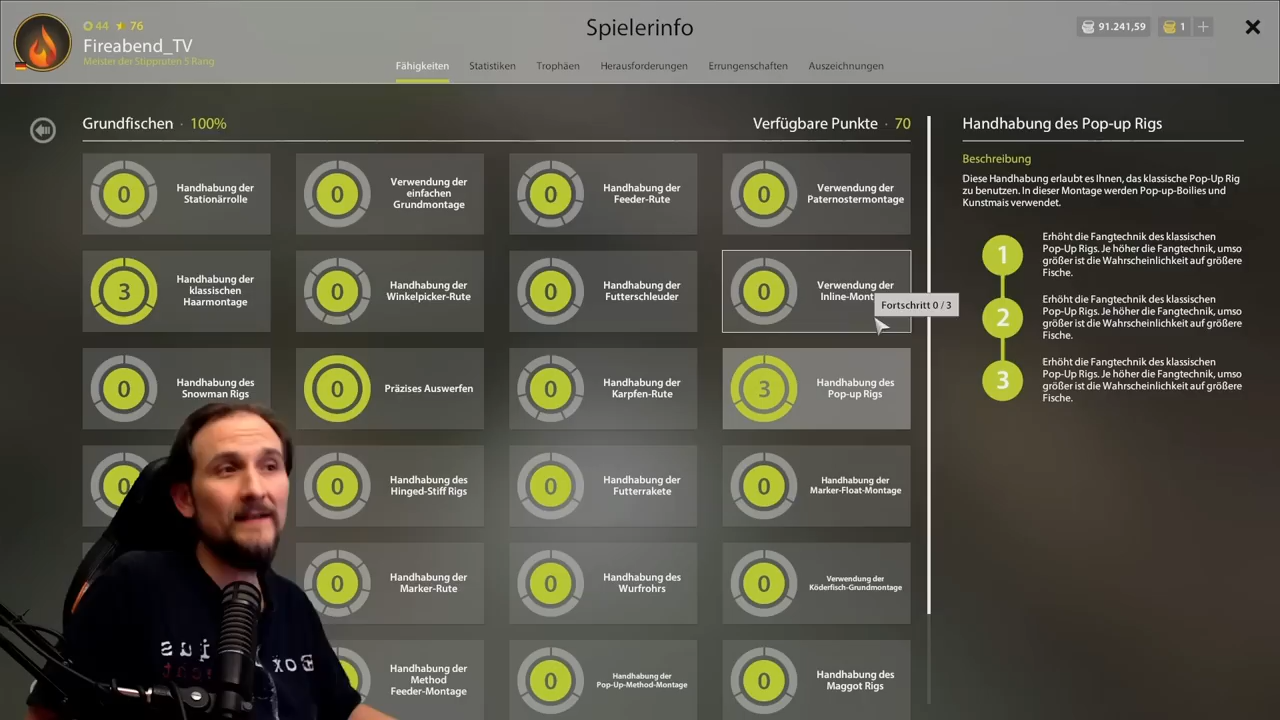 44 76
Fireabend_TV
Meister der Stippruten 5 Rang
Spielerinfo
91.241,59
1
Fähigkeiten
Statistiken
Trophäen
Herausforderungen
Errungenschaften
Auszeichnungen
Grundfischen · 100%
Verfügbare Punkte · 70
0
Handhabung der
Stationärrolle
0
Verwendung der
einfachen
Grundmontage
0
Handhabung der
Feeder-Rute
0
Verwendung der
Paternostermontage
3
Handhabung der
klassischen
Haarmontage
0
Handhabung der
Winkelpicker-Rute
0
Handhabung der
Futterschleuder
0
Verwendung der
Fortschritt 0 / 3
0
Handhabung des
Snowman Rigs
0
Präzises Auswerfen
0
Handhabung der
Karpfen-Rute
3
Handhabung des
Pop-up Rigs
0
0
Handhabung des
Hinged-Stiff Rigs
0
Handhabung der
Futterrakete
0
Handhabung der
Marker-Float-Montage
0
Handhabung der
Marker-Rute
0
Handhabung des
Wurfrohrs
0
Verwendung der
Köderfisch-Grundmontage
Handhabung der
Method
Feeder-Montage
0
Handhabung der
Pop-Up-Method-Montage
0
Handhabung des
Maggot Rigs
Handhabung des Pop-up Rigs
Beschreibung
Diese Handhabung erlaubt es Ihnen, das klassische Pop-Up Rig
zu benutzen. In dieser Montage werden Pop-up-Boilies und
Kunstmais verwendet.
1
Erhöht die Fangtechnik des klassischen
Pop-Up Rigs. Je höher die Fangtechnik, umso
größer ist die Wahrscheinlichkeit auf größere
Fische.
2
Erhöht die Fangtechnik des klassischen
Pop-Up Rigs. Je höher die Fangtechnik, umso
größer ist die Wahrscheinlichkeit auf größere
Fische.
3
Erhöht die Fangtechnik des klassischen
Pop-Up Rigs. Je höher die Fangtechnik, umso
größer ist die Wahrscheinlichkeit auf größere
Fische.